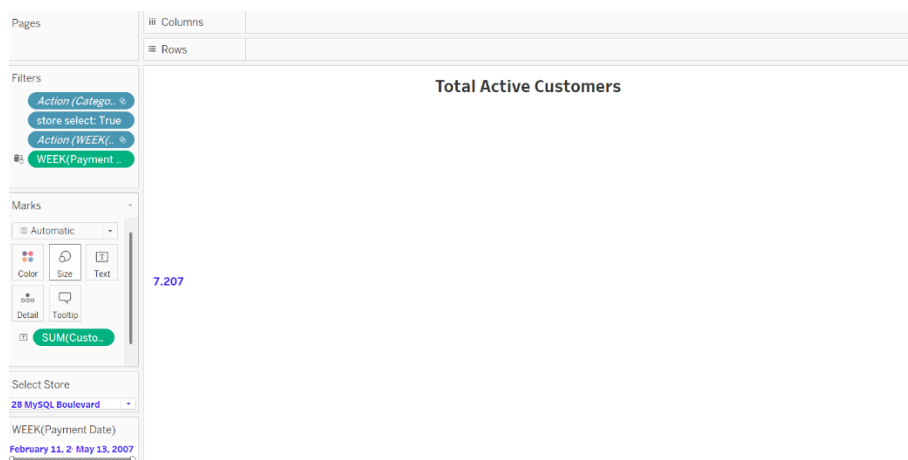 Pages
Columns
Rows
Filters
Action (Catego..
store select: True
Action (WEEK(..
WEEK(Payment ..
Marks
Automatic
Color Size Text
Detail Tooltip
SUM(Custo..
Select Store
28 MySQL Boulevard
WEEK(Payment Date)
February 11, 2 May 13, 2007
Total Active Customers
7.207